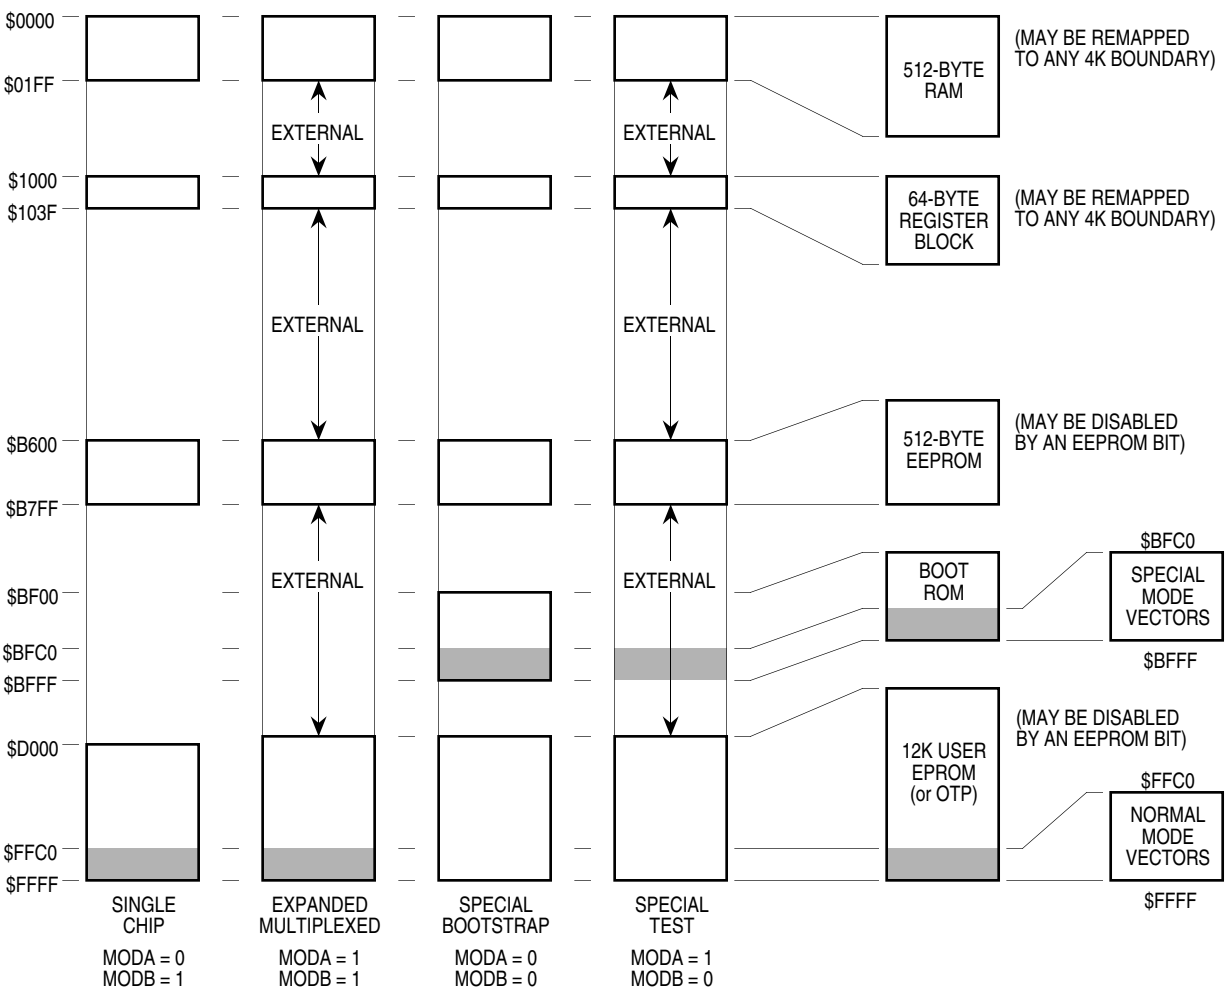 $0000
$01FF
$1000
$103F
$B600
$B7FF
$BF00
$BFC0
$BFFF
$D000
$FFC0
$FFFF
EXTERNAL
EXTERNAL
EXTERNAL
EXTERNAL
EXTERNAL
EXTERNAL
512-BYTE
RAM
(MAY BE REMAPPED
TO ANY 4K BOUNDARY)
64-BYTE
REGISTER
BLOCK
(MAY BE REMAPPED
TO ANY 4K BOUNDARY)
512-BYTE
EEPROM
(MAY BE DISABLED
BY AN EEPROM BIT)
BOOT
ROM
$BFC0
SPECIAL
MODE
VECTORS
$BFFF
12K USER
EPROM
(or OTP)
(MAY BE DISABLED
BY AN EEPROM BIT)
$FFC0
NORMAL
MODE
VECTORS
$FFFF
SINGLE
CHIP
MODA = 0
MODB = 1
EXPANDED
MULTIPLEXED
MODA = 1
MODB = 1
SPECIAL
BOOTSTRAP
MODA = 0
MODB = 0
SPECIAL
TEST
MODA = 1
MODB = 0